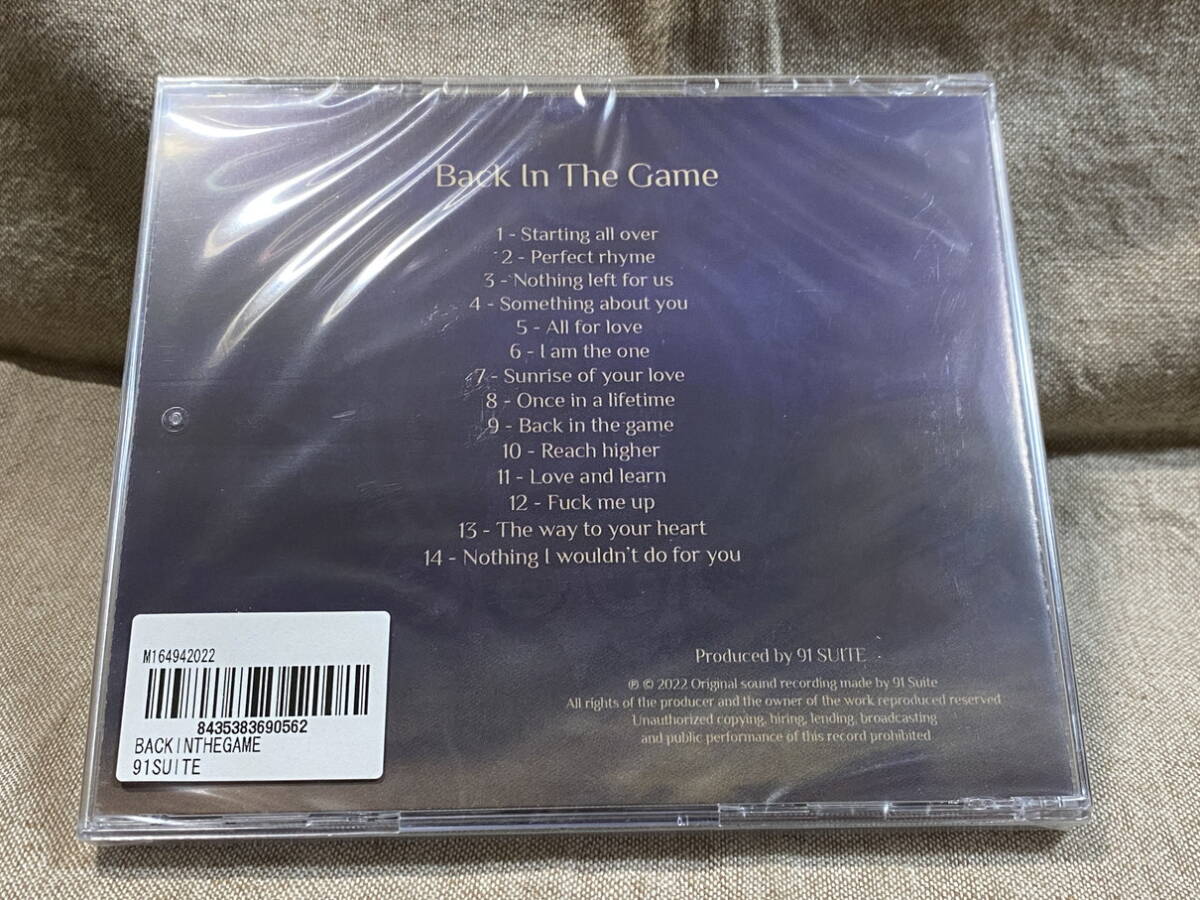 Back In The Game
1 - Starting all over
2 - Perfect rhyme
3 - Nothing left for us
4 - Something about you
5 - All for love
6 - I am the one
7 - Sunrise of your love
8 - Once in a lifetime
9 - Back in the game
10 - Reach higher
11 - Love and learn
12 - Fuck me up
13 - The way to your heart
14 - Nothing I wouldn't do for you
Produced by 91 SUITE
℗ © 2022 Original sound recording made by 91 Suite
All rights of the producer and the owner of the work reproduced reserved
Unauthorized copying, hiring, lending, broadcasting
and public performance of this record prohibited
M164942022
8435383690562
BACKINTHEGAME
91SUITE